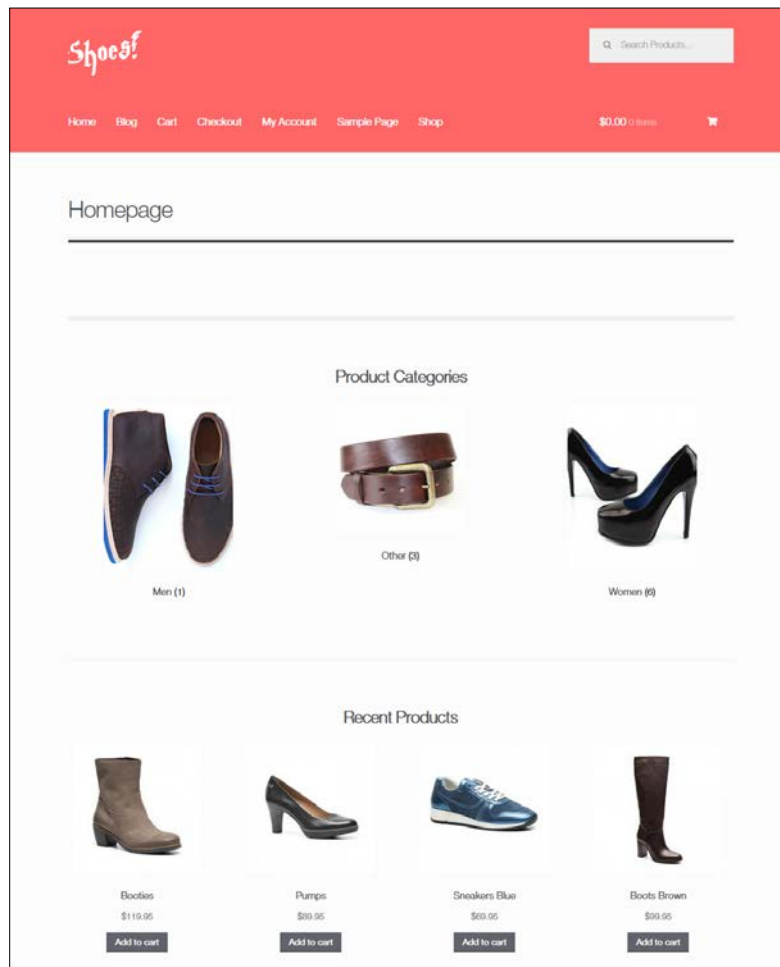 Shoes!
Search Products...
Home Blog Cart Checkout My Account Sample Page Shop
$0.00 0 items
Homepage
Product Categories
Men (1)
Other (3)
Women (6)
Recent Products
Booties
Pumps
Sneakers Blue
Boots Brown
$119.95
$89.95
$69.95
$99.95
Add to cart
Add to cart
Add to cart
Add to cart